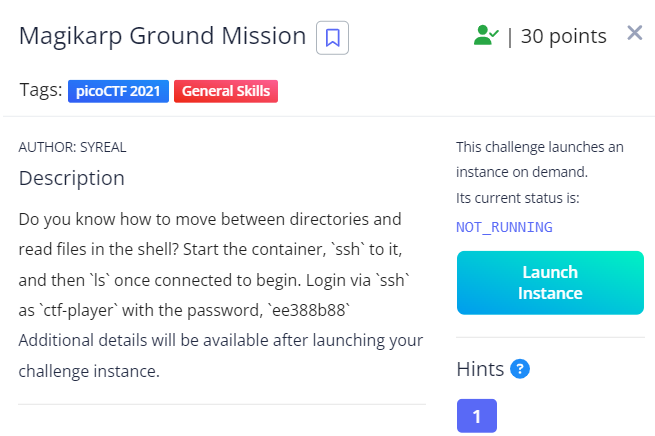 Magikarp Ground Mission
| 30 points
Tags: picoCTF 2021 General Skills
AUTHOR: SYREAL
Description
Do you know how to move between directories and
read files in the shell? Start the container, `ssh` to it,
and then `ls` once connected to begin. Login via `ssh`
as `ctf-player` with the password, `ee388b88`
Additional details will be available after launching your
challenge instance.
This challenge launches an
instance on demand.
Its current status is:
NOT_RUNNING
Launch
Instance
Hints ?
1